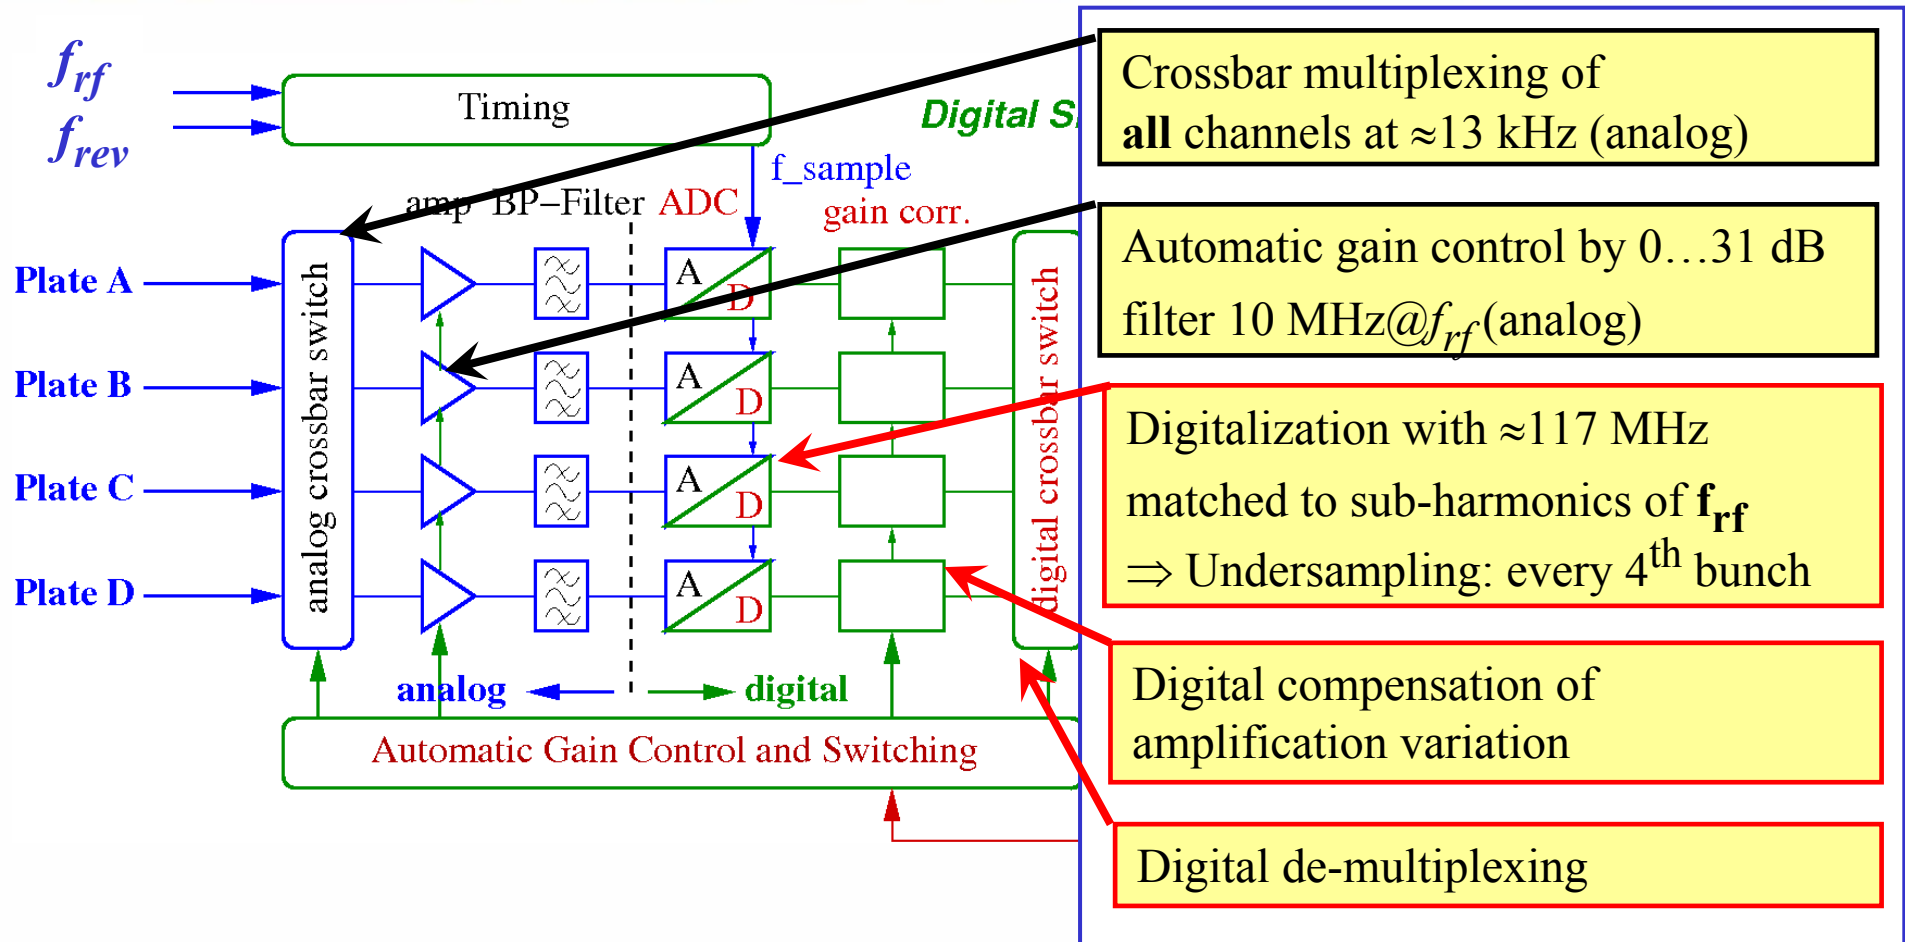 f_rf
f_rev
Timing
Digital S
f_sample
amp BP−Filter ADC
gain corr.
Plate A
Plate B
Plate C
Plate D
analog crossbar switch
A
D
A
D
A
D
A
D
digital crossbar switch
analog
digital
Automatic Gain Control and Switching
Crossbar multiplexing of
all channels at ≈13 kHz (analog)
Automatic gain control by 0…31 dB
filter 10 MHz@f_rf (analog)
Digitalization with ≈117 MHz
matched to sub-harmonics of f_rf
⇒ Undersampling: every 4th bunch
Digital compensation of
amplification variation
Digital de-multiplexing